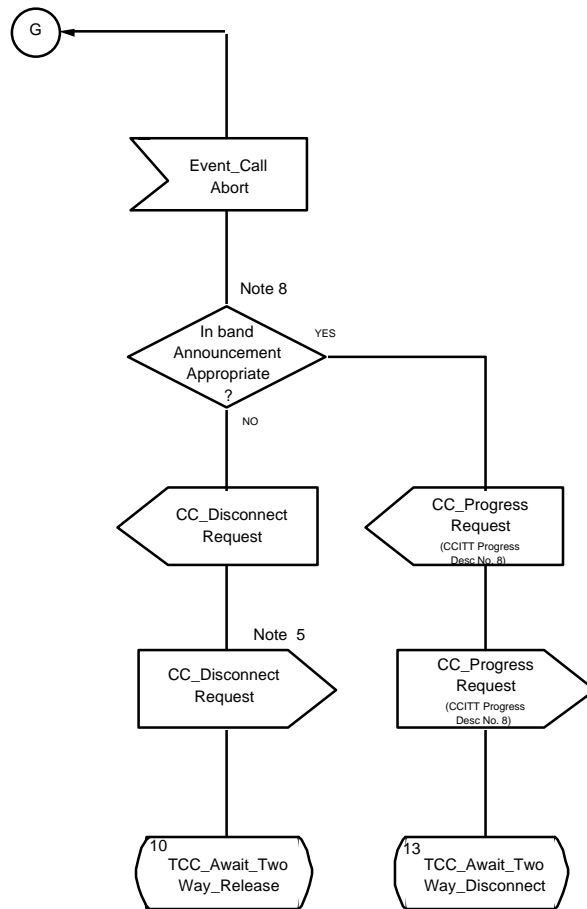 G
Event_Call
Abort
Note 8
In band
Announcement
Appropriate
?
YES
NO
CC_Disconnect
Request
CC_Progress
Request
(CCITT Progress
Desc No. 8)
Note 5
CC_Disconnect
Request
CC_Progress
Request
(CCITT Progress
Desc No. 8)
10
TCC_Await_Two
Way_Release
13
TCC_Await_Two
Way_Disconnect